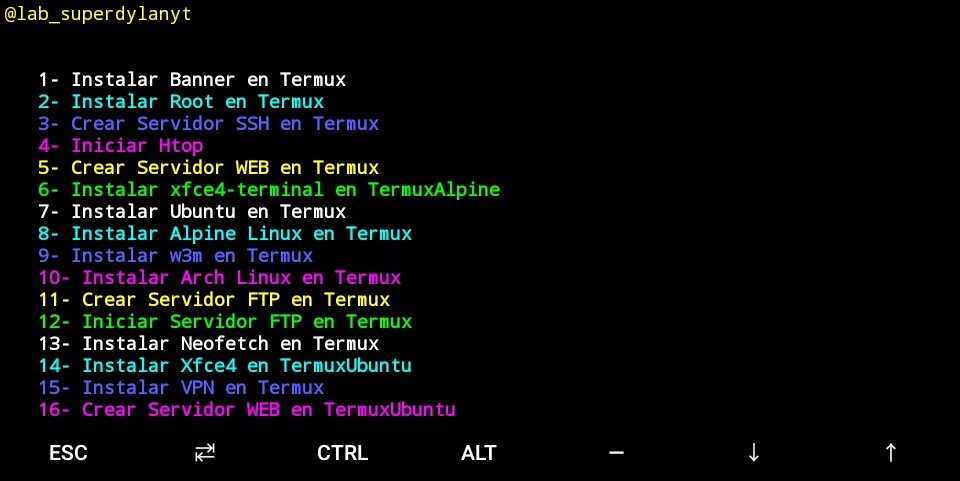 @lab_superdylanyt
1- Instalar Banner en Termux
2- Instalar Root en Termux
3- Crear Servidor SSH en Termux
4- Iniciar Htop
5- Crear Servidor WEB en Termux
6- Instalar xfce4-terminal en TermuxAlpine
7- Instalar Ubuntu en Termux
8- Instalar Alpine Linux en Termux
9- Instalar w3m en Termux
10- Instalar Arch Linux en Termux
11- Crear Servidor FTP en Termux
12- Iniciar Servidor FTP en Termux
13- Instalar Neofetch en Termux
14- Instalar Xfce4 en TermuxUbuntu
15- Instalar VPN en Termux
16- Crear Servidor WEB en TermuxUbuntu
ESC ⇄ CTRL ALT — ↓ ↑